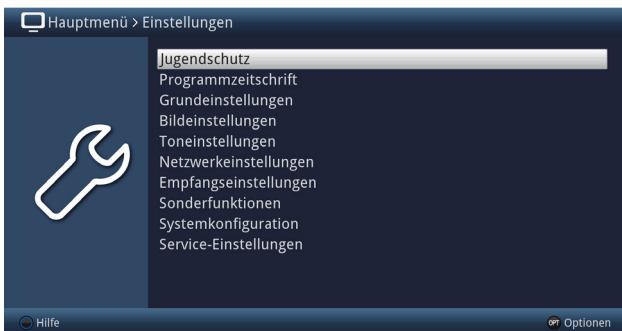 Hauptmenü > Einstellungen
Jugendschutz
Programmzeitschrift
Grundeinstellungen
Bildeinstellungen
Toneinstellungen
Netzwerkeinstellungen
Empfangseinstellungen
Sonderfunktionen
Systemkonfiguration
Service-Einstellungen
Hilfe
OPT Optionen